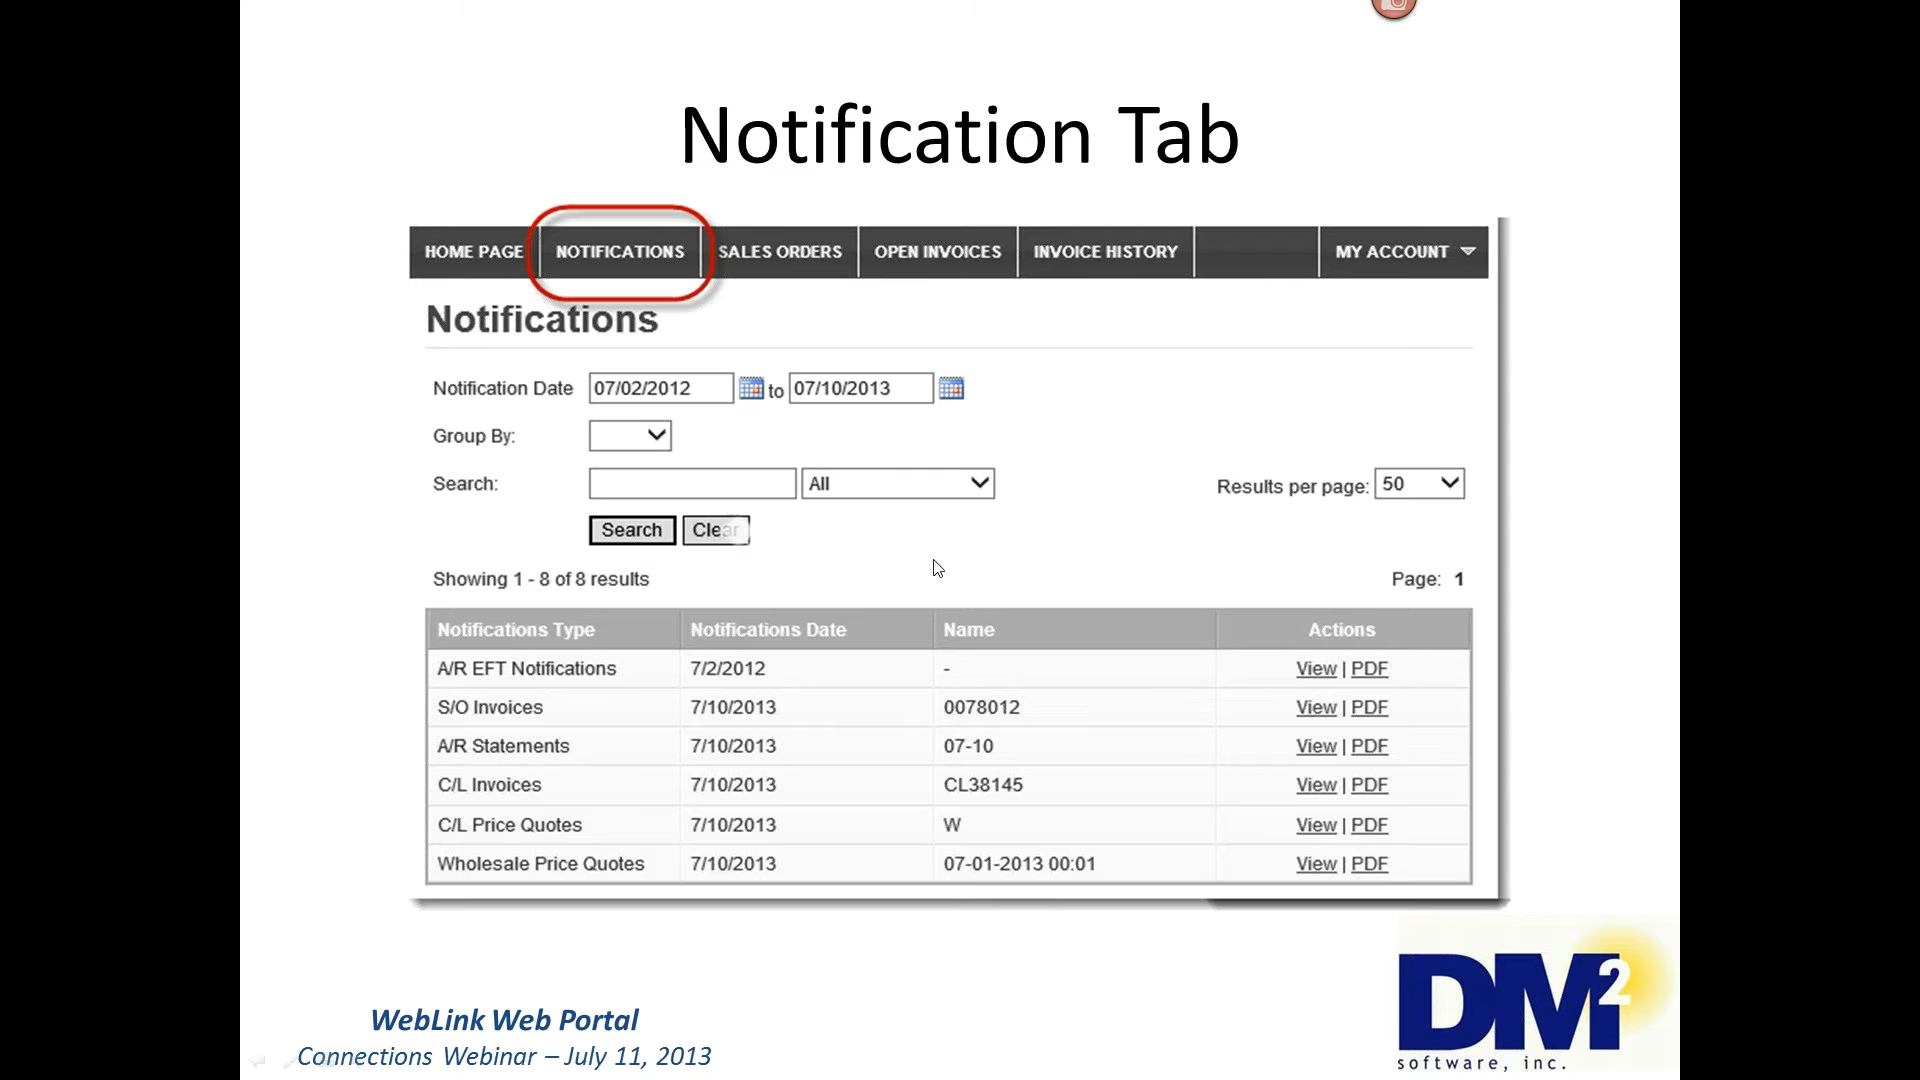 Notification Tab
HOME PAGE NOTIFICATIONS SALES ORDERS OPEN INVOICES INVOICE HISTORY MY ACCOUNT
Notifications
Notification Date 07/02/2012 to 07/10/2013
Group By:
Search: All Results per page: 50
Search Clear
Showing 1 - 8 of 8 results Page: 1
Notifications Type Notifications Date Name Actions
A/R EFT Notifications 7/2/2012 - View | PDF
S/O Invoices 7/10/2013 0078012 View | PDF
A/R Statements 7/10/2013 07-10 View | PDF
C/L Invoices 7/10/2013 CL38145 View | PDF
C/L Price Quotes 7/10/2013 W View | PDF
Wholesale Price Quotes 7/10/2013 07-01-2013 00:01 View | PDF
WebLink Web Portal
Connections Webinar – July 11, 2013
DM2
software, inc.